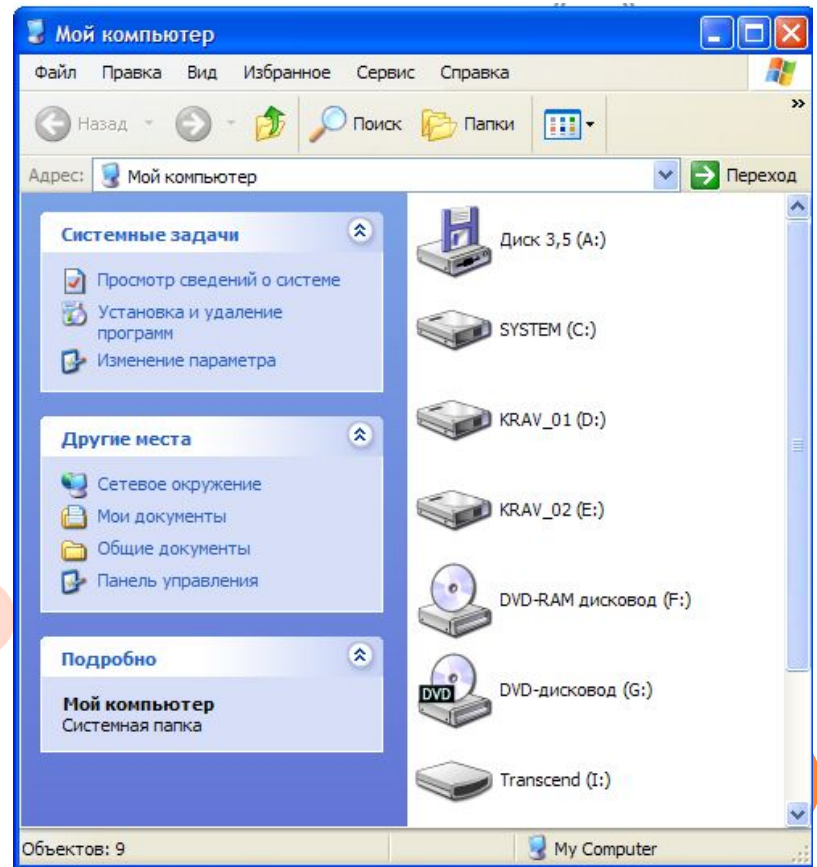 Мой компьютер
Файл Правка Вид Избранное Сервис Справка
Назад Поиск Папки »
Адрес: Мой компьютер Переход
Системные задачи
Просмотр сведений о системе
Установка и удаление
программ
Изменение параметра
Другие места
Сетевое окружение
Мои документы
Общие документы
Панель управления
Подробно
Мой компьютер
Системная папка
Диск 3,5 (A:)
SYSTEM (C:)
KRAV_01 (D:)
KRAV_02 (E:)
DVD-RAM дисковод (F:)
DVD
DVD-дисковод (G:)
Transcend (I:)
Объектов: 9 My Computer